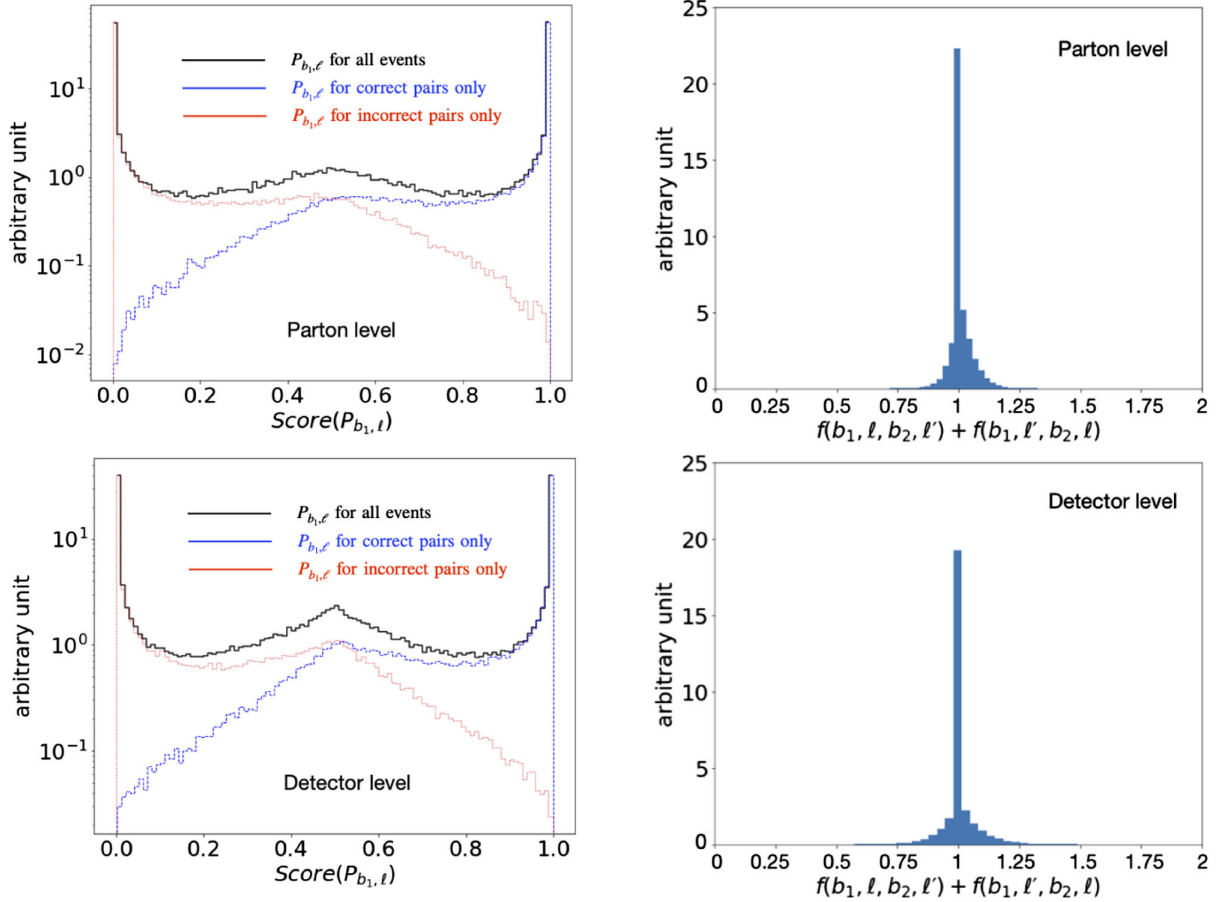 P_{b_1,ℓ} for all events
P_{b_1,ℓ} for correct pairs only
P_{b_1,ℓ} for incorrect pairs only
10^1
10^0
10^{-1}
10^{-2}
arbitrary unit
Parton level
0.0 0.2 0.4 0.6 0.8 1.0
Score(P_{b_1,ℓ})
Parton level
25
20
15
10
5
0
arbitrary unit
0 0.25 0.5 0.75 1 1.25 1.5 1.75 2
f(b_1, ℓ, b_2, ℓ′) + f(b_1, ℓ′, b_2, ℓ)
P_{b_1,ℓ} for all events
P_{b_1,ℓ} for correct pairs only
P_{b_1,ℓ} for incorrect pairs only
10^1
10^0
10^{-1}
arbitrary unit
Detector level
0.0 0.2 0.4 0.6 0.8 1.0
Score(P_{b_1,ℓ})
Detector level
25
20
15
10
5
0
arbitrary unit
0 0.25 0.5 0.75 1 1.25 1.5 1.75 2
f(b_1, ℓ, b_2, ℓ′) + f(b_1, ℓ′, b_2, ℓ)